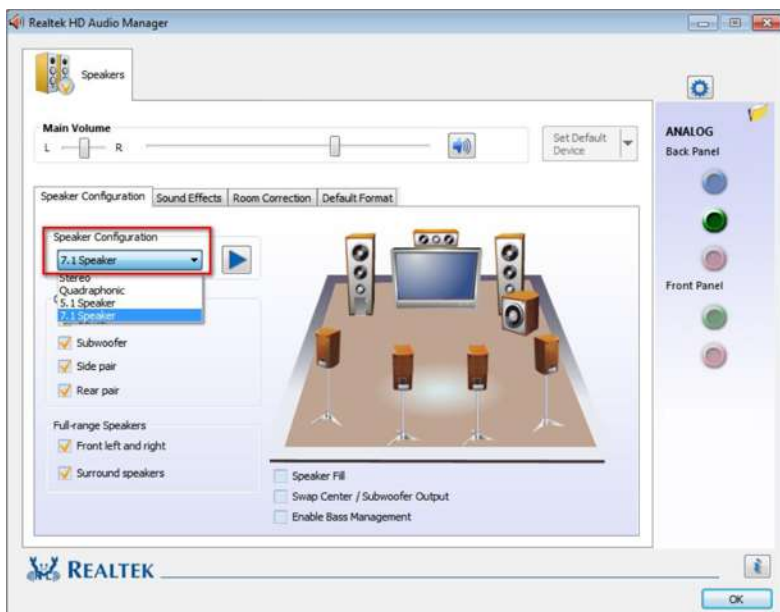 Realtek HD Audio Manager
Speakers
Main Volume
L R
Set Default
Device
Speaker Configuration Sound Effects Room Correction Default Format
Speaker Configuration
7.1 Speaker
Stereo
Quadraphonic
5.1 Speaker
7.1 Speaker
Subwoofer
Side pair
Rear pair
Full-range Speakers
Front left and right
Surround speakers
Speaker Fill
Swap Center / Subwoofer Output
Enable Bass Management
ANALOG
Back Panel
Front Panel
REALTEK
OK